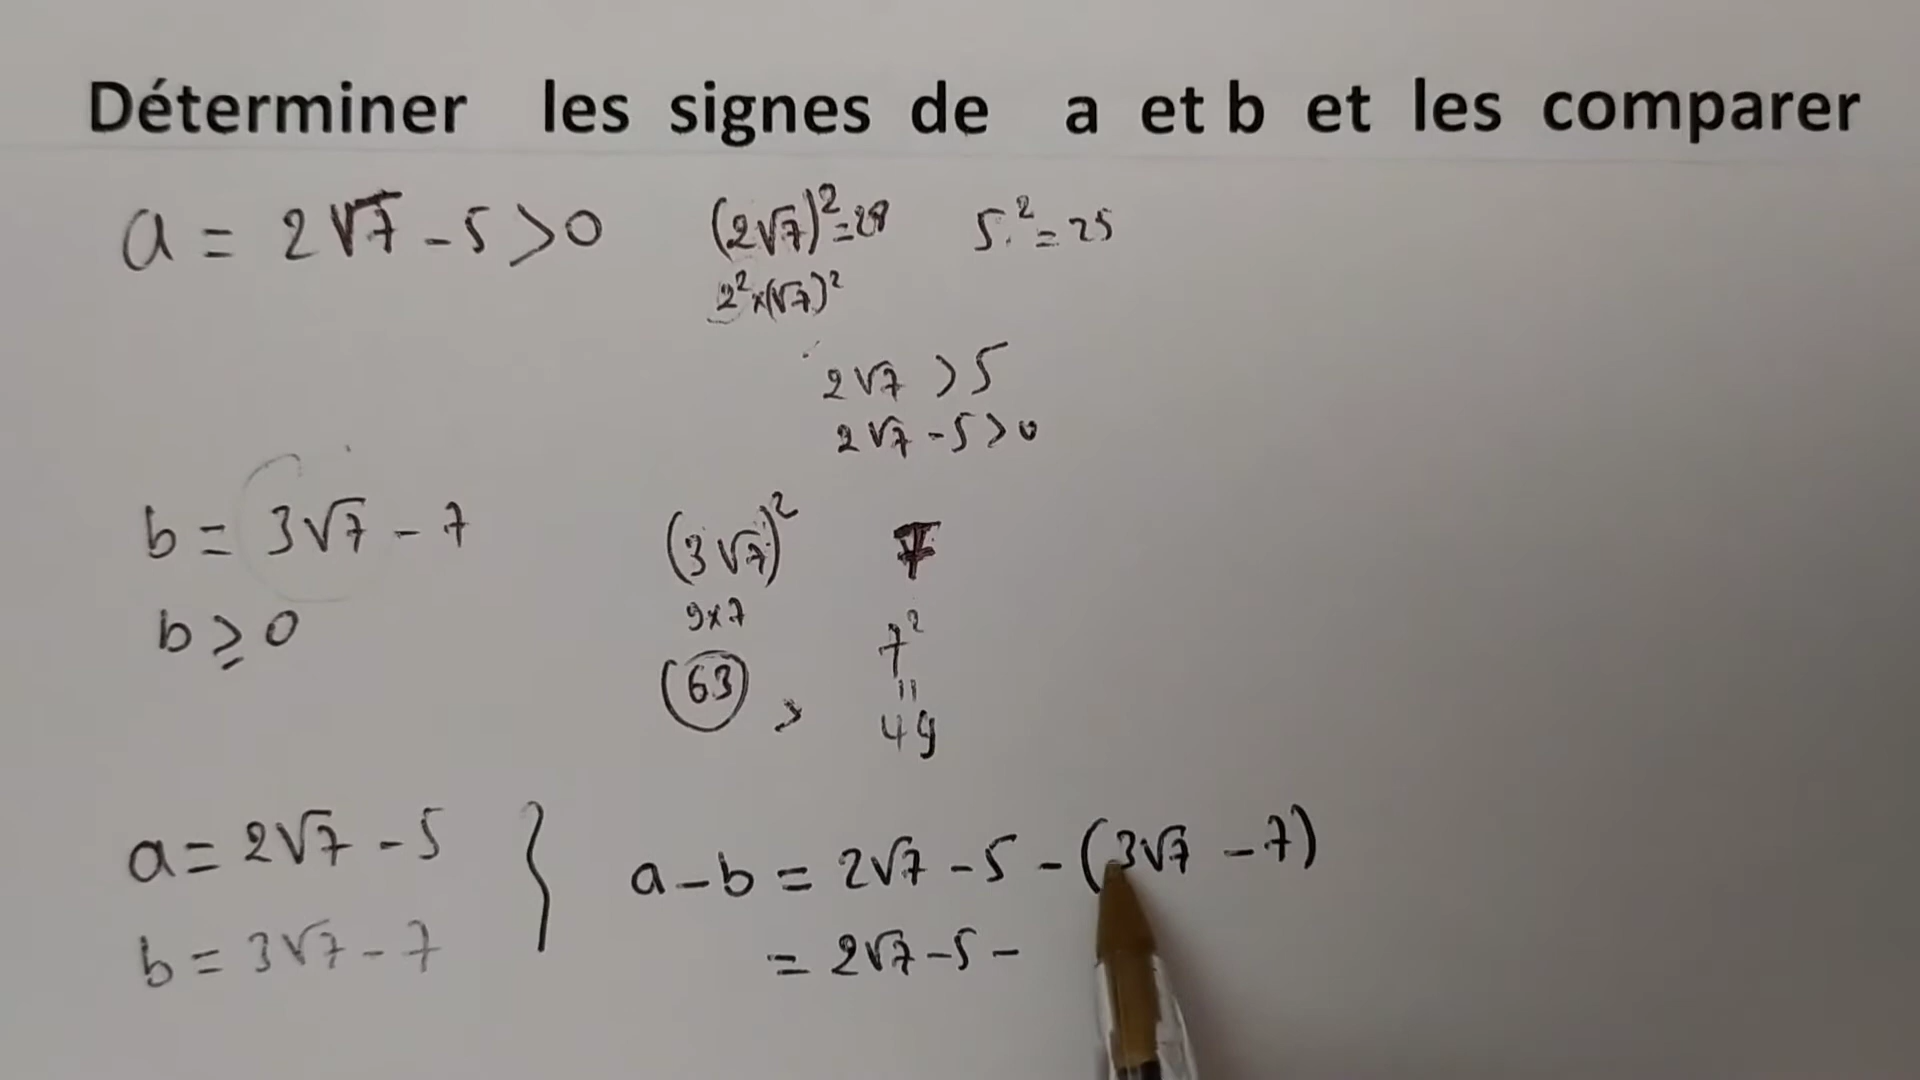 Déterminer les signes de a et b et les comparer
a = 2√7 - 5 > 0 (2√7)² = 28 5² = 25
2² × (√7)²
2√7 > 5
2√7 - 5 > 0
b = 3√7 - 7 (3√7)² 7
b ≥ 0 9×7 7²
63 > 49
a = 2√7 - 5 } a - b = 2√7 - 5 - (3√7 - 7)
b = 3√7 - 7 = 2√7 - 5 -